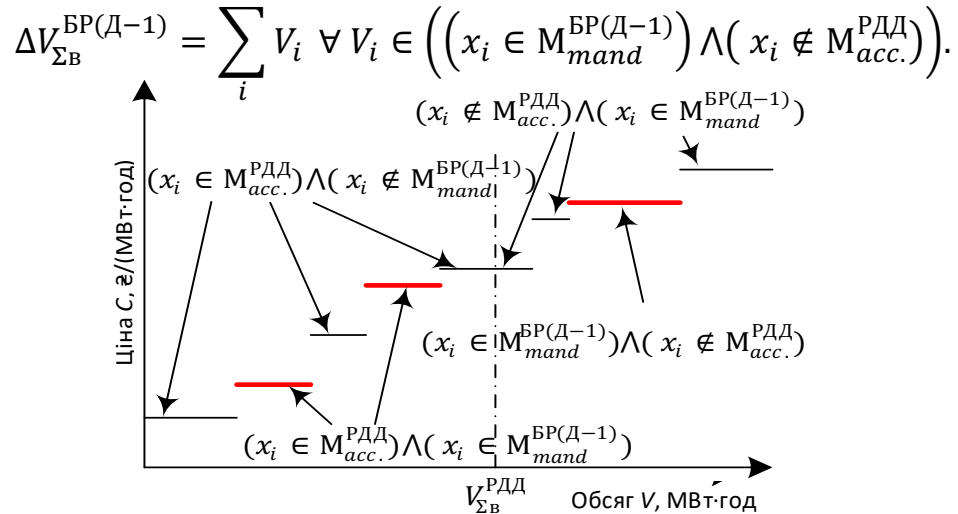 ΔV_{Σв}^{БР(Д−1)} = ∑_i V_i ∀ V_i ∈ ((x_i ∈ M_{mand}^{БР(Д−1)}) ⋀( x_i ∉ M_{acc.}^{РДД})).
(x_i ∉ M_{acc.}^{РДД})⋀( x_i ∈ M_{mand}^{БР(Д−1)})
(x_i ∈ M_{acc.}^{РДД})⋀( x_i ∉ M_{mand}^{БР(Д−1)})
Ціна C, ₴/(МВт·год)
(x_i ∈ M_{mand}^{БР(Д−1)})⋀( x_i ∉ M_{acc.}^{РДД})
(x_i ∈ M_{acc.}^{РДД})⋀( x_i ∈ M_{mand}^{БР(Д−1)})
V_{Σв}^{РДД}
Обсяг V, МВт·год